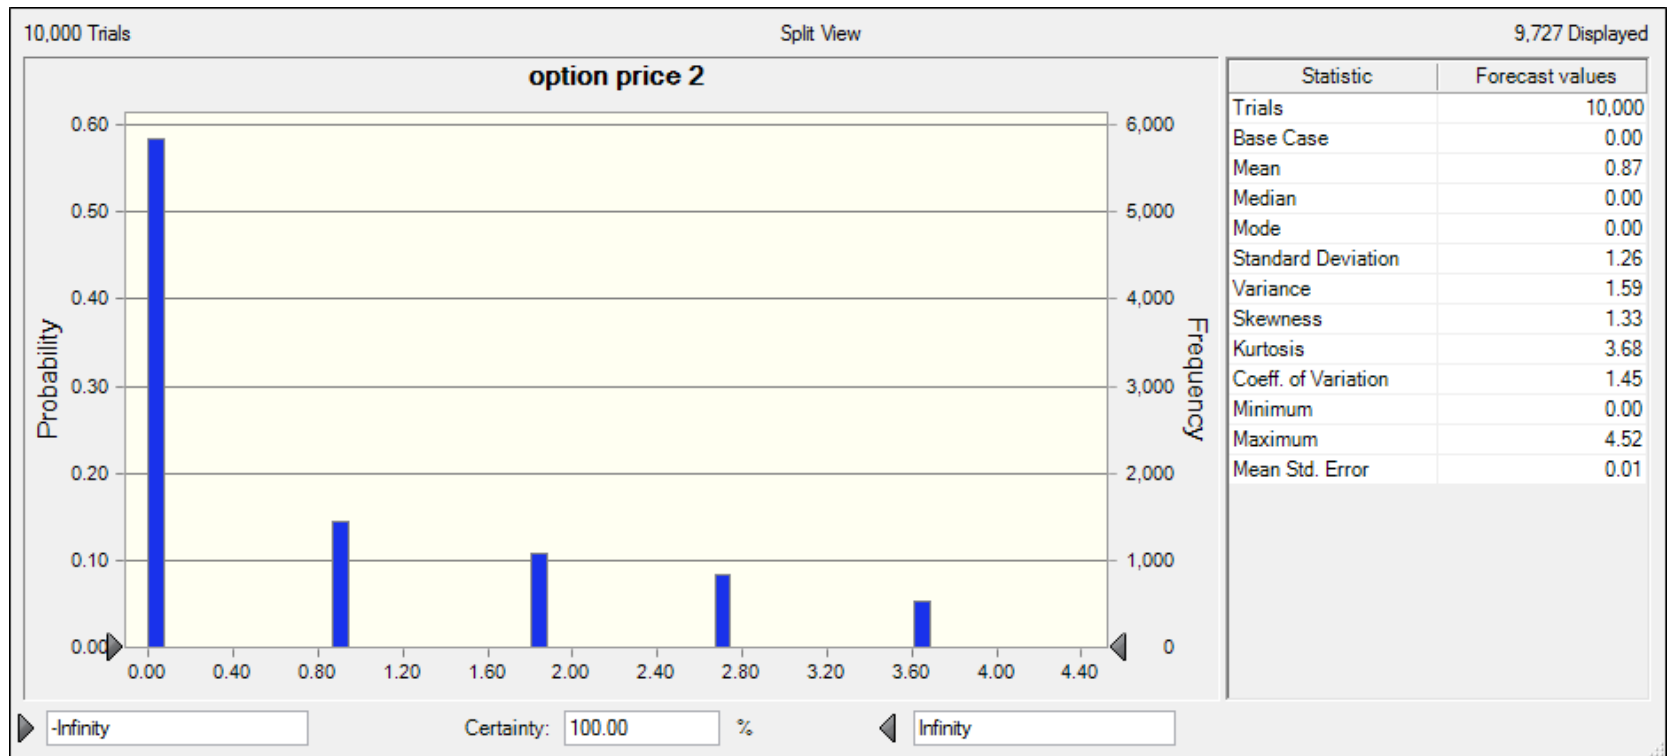 10,000 Trials Split View 9,727 Displayed
option price 2
Probability
0.60
0.50
0.40
0.30
0.20
0.10
0.00
0.00 0.40 0.80 1.20 1.60 2.00 2.40 2.80 3.20 3.60 4.00 4.40
6,000
5,000
4,000
3,000
2,000
1,000
0
Frequency
Statistic Forecast values
Trials 10,000
Base Case 0.00
Mean 0.87
Median 0.00
Mode 0.00
Standard Deviation 1.26
Variance 1.59
Skewness 1.33
Kurtosis 3.68
Coeff. of Variation 1.45
Minimum 0.00
Maximum 4.52
Mean Std. Error 0.01
-Infinity Certainty: 100.00 % Infinity